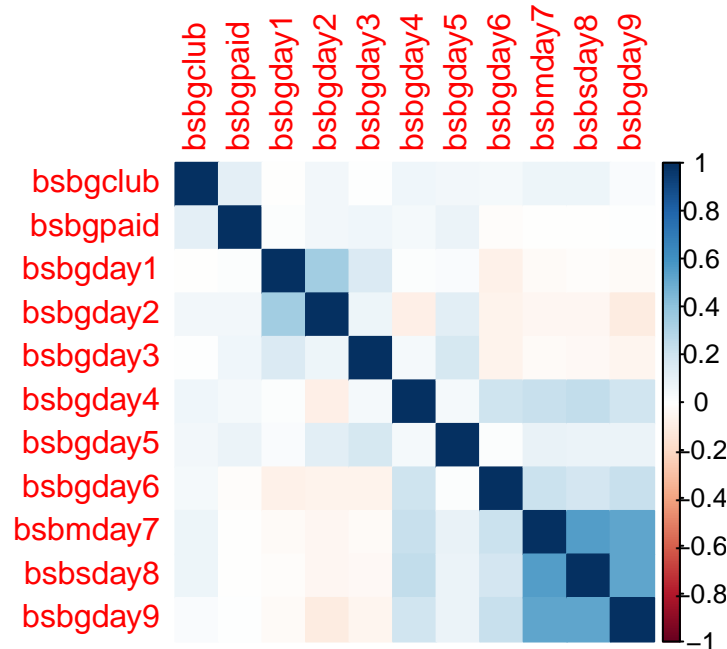 bsbgclub
bsbgpaid
bsbgday1
bsbgday2
bsbgday3
bsbgday4
bsbgday5
bsbgday6
bsbmday7
bsbsday8
bsbgday9
bsbgclub
bsbgpaid
bsbgday1
bsbgday2
bsbgday3
bsbgday4
bsbgday5
bsbgday6
bsbmday7
bsbsday8
bsbgday9
1
0.8
0.6
0.4
0.2
0
−0.2
−0.4
−0.6
−0.8
−1